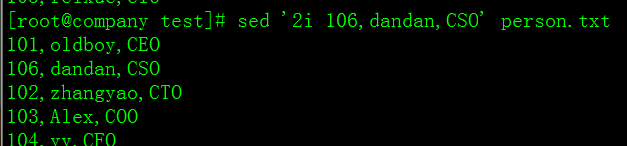 [root@company test]# sed '2i 106,dandan,CSO' person.txt
101,oldboy,CEO
106,dandan,CSO
102,zhangyao,CTO
103,Alex,COO
104,yy,CFO